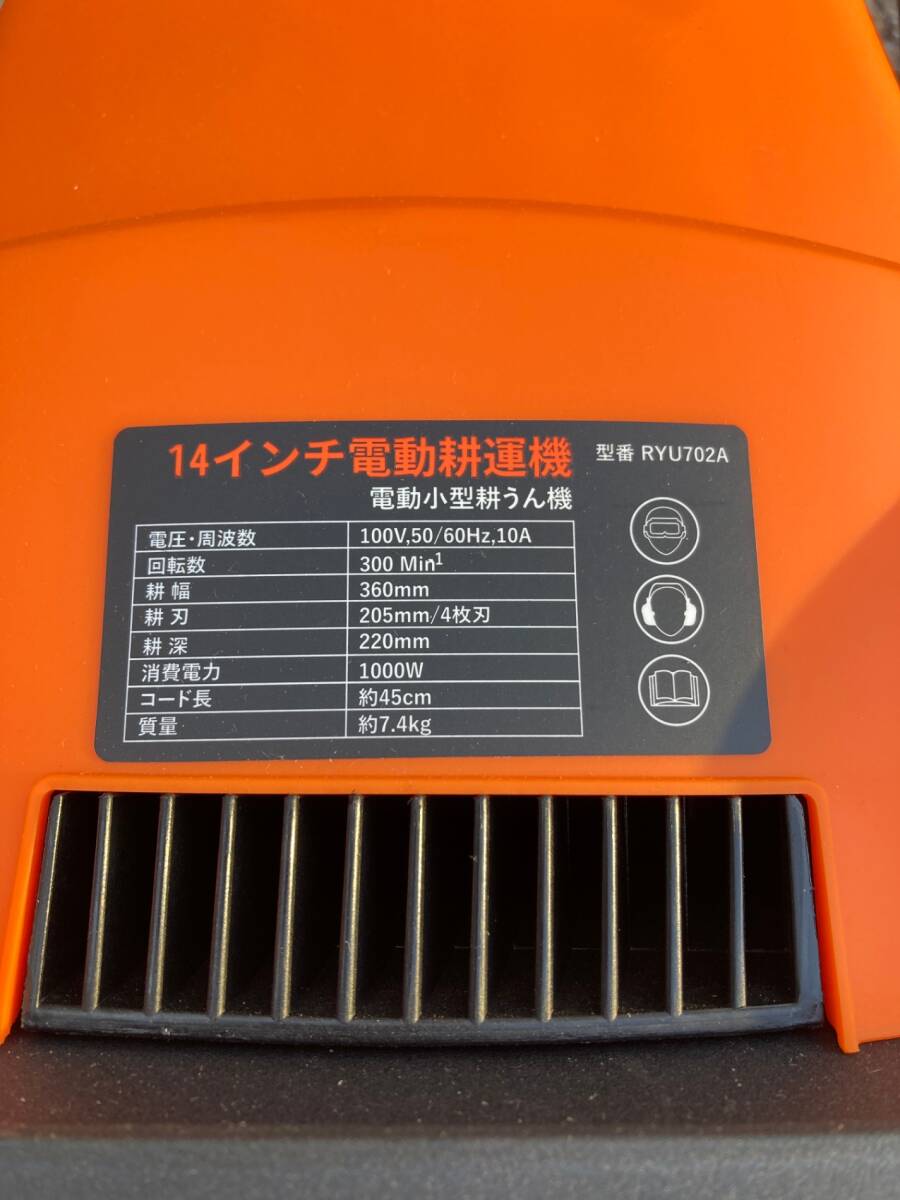 14インチ電動耕運機
型番 RYU702A
電動小型耕うん機
電圧・周波数 100V,50/60Hz,10A
回転数 300 Min¹
耕 幅 360mm
耕 刃 205mm/4枚刃
耕 深 220mm
消費電力 1000W
コード長 約45cm
質量 約7.4kg